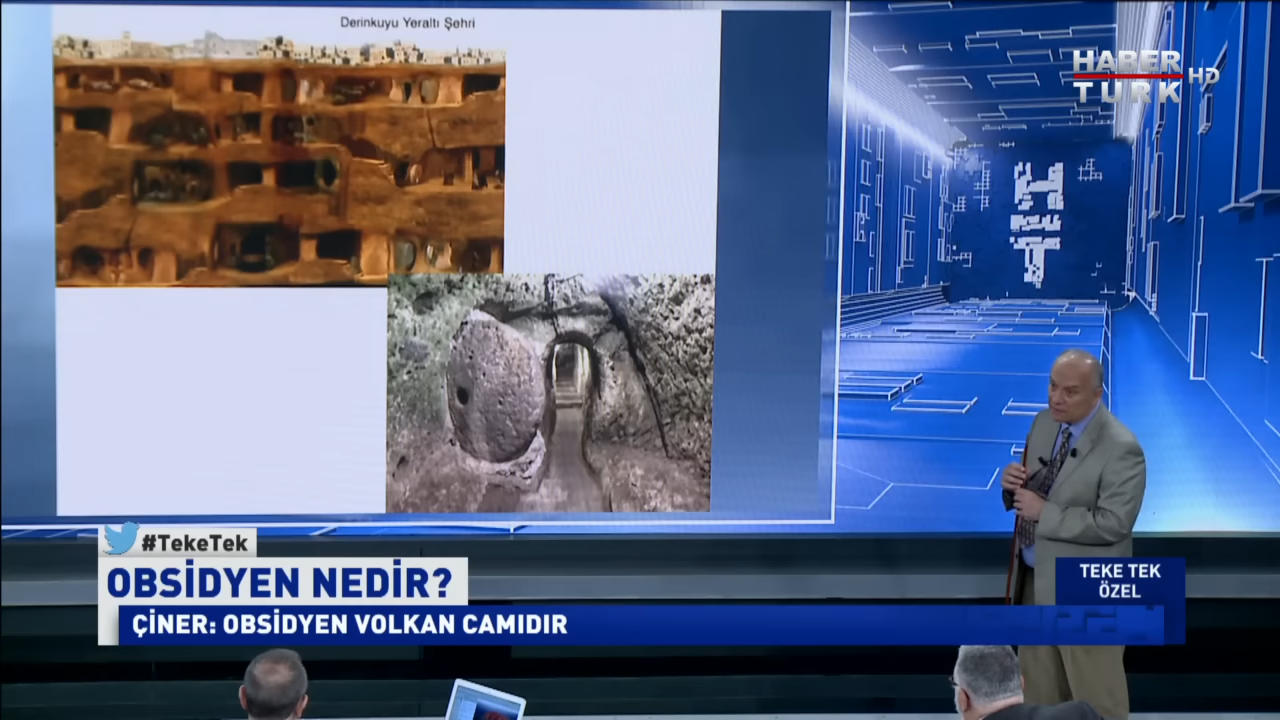 Derinkuyu Yeraltı Şehri
HABER
TURK HD
#TekeTek
OBSİDYEN NEDİR?
ÇİNER: OBSİDYEN VOLKAN CAMIDIR
TEKE TEK
ÖZEL